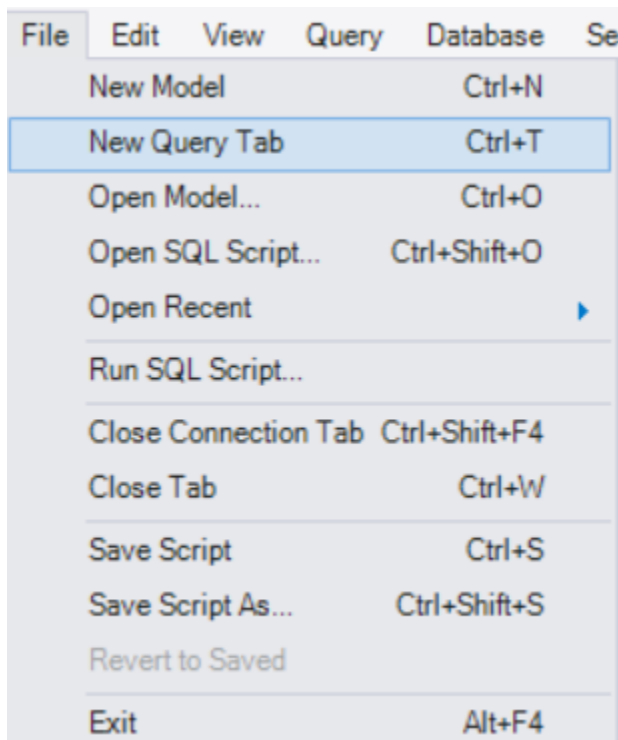 File Edit View Query Database Se
New Model Ctrl+N
New Query Tab Ctrl+T
Open Model... Ctrl+O
Open SQL Script... Ctrl+Shift+O
Open Recent
Run SQL Script...
Close Connection Tab Ctrl+Shift+F4
Close Tab Ctrl+W
Save Script Ctrl+S
Save Script As... Ctrl+Shift+S
Revert to Saved
Exit Alt+F4